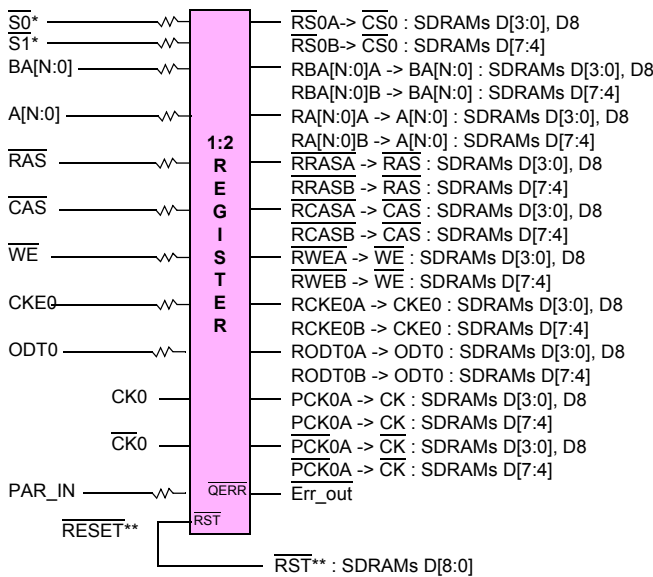 S0*
S1*
BA[N:0]
A[N:0]
RAS
CAS
WE
CKE0
ODT0
CK0
CK0
PAR_IN
RESET**
1:2
R
E
G
I
S
T
E
R
QERR
RST
RS0A-> CS0 : SDRAMs D[3:0], D8
RS0B-> CS0 : SDRAMs D[7:4]
RBA[N:0]A -> BA[N:0] : SDRAMs D[3:0], D8
RBA[N:0]B -> BA[N:0] : SDRAMs D[7:4]
RA[N:0]A -> A[N:0] : SDRAMs D[3:0], D8
RA[N:0]B -> A[N:0] : SDRAMs D[7:4]
RRASA -> RAS : SDRAMs D[3:0], D8
RRASB -> RAS : SDRAMs D[7:4]
RCASA -> CAS : SDRAMs D[3:0], D8
RCASB -> CAS : SDRAMs D[7:4]
RWEA -> WE : SDRAMs D[3:0], D8
RWEB -> WE : SDRAMs D[7:4]
RCKE0A -> CKE0 : SDRAMs D[3:0], D8
RCKE0B -> CKE0 : SDRAMs D[7:4]
RODT0A -> ODT0 : SDRAMs D[3:0], D8
RODT0B -> ODT0 : SDRAMs D[7:4]
PCK0A -> CK : SDRAMs D[3:0], D8
PCK0A -> CK : SDRAMs D[7:4]
PCK0A -> CK : SDRAMs D[3:0], D8
PCK0A -> CK : SDRAMs D[7:4]
Err_out
RST** : SDRAMs D[8:0]